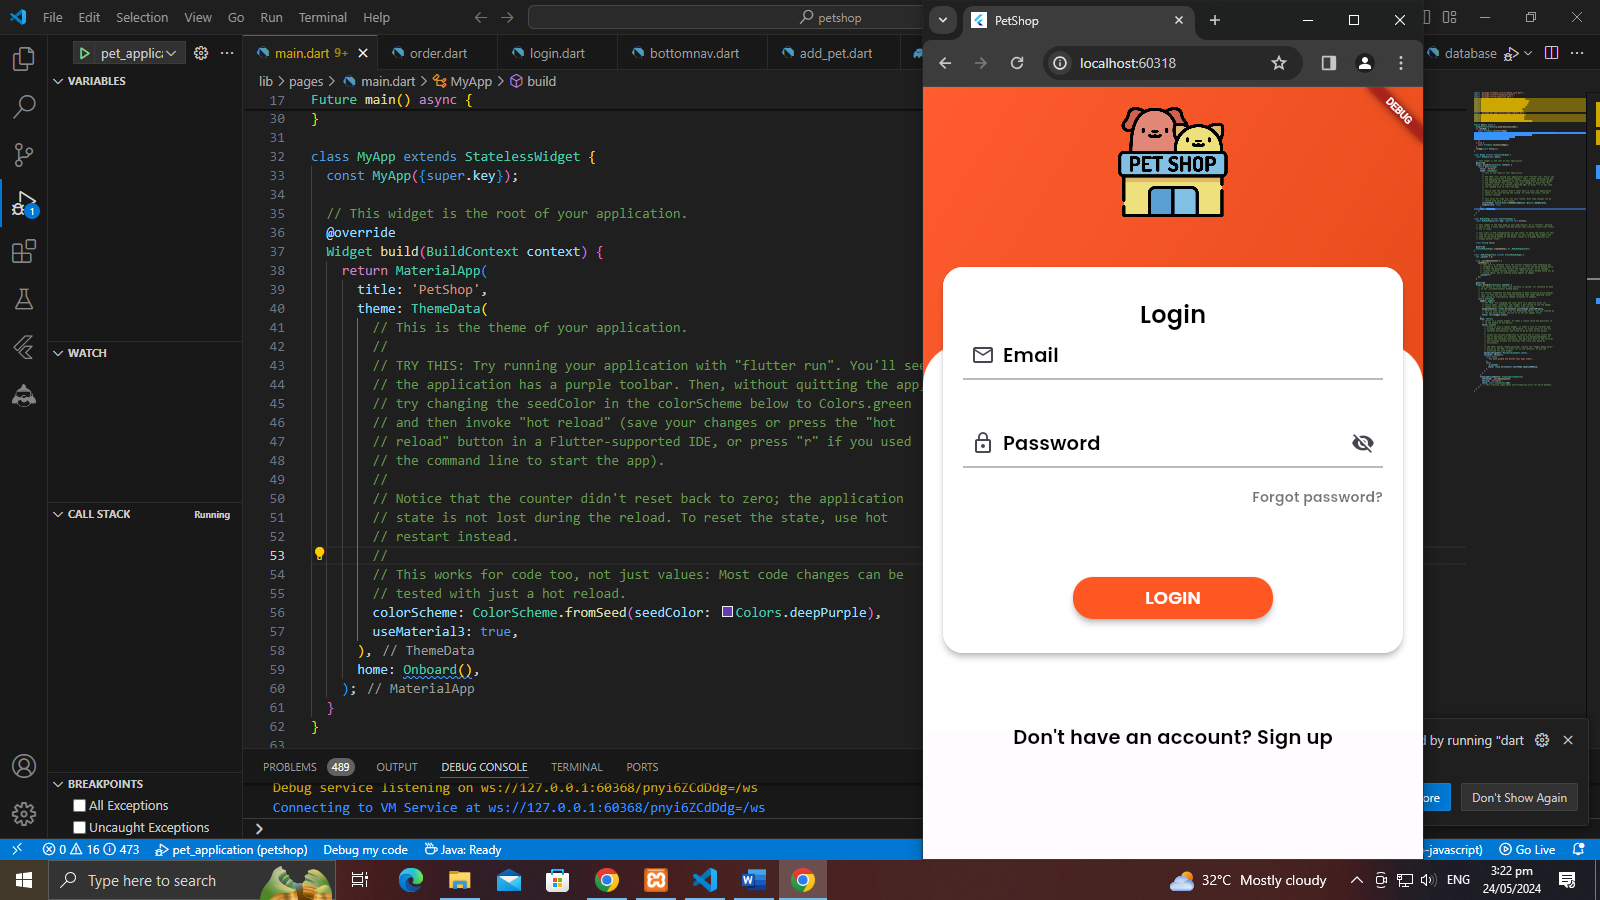 File Edit Selection View Go Run Terminal Help
petshop
pet_applica
main.dart 9+
order.dart
login.dart
bottomnav.dart
add_pet.dart
database
lib > pages > main.dart > MyApp > build
VARIABLES
WATCH
CALL STACK Running
BREAKPOINTS
All Exceptions
Uncaught Exceptions
1
17 Future main() async {
30 }
31
32 class MyApp extends StatelessWidget {
33 const MyApp({super.key});
34
35 // This widget is the root of your application.
36 @override
37 Widget build(BuildContext context) {
38 return MaterialApp(
39 title: 'PetShop',
40 theme: ThemeData(
41 // This is the theme of your application.
42 //
43 // TRY THIS: Try running your application with "flutter run". You'll see
44 // the application has a purple toolbar. Then, without quitting the app,
45 // try changing the seedColor in the colorScheme below to Colors.green
46 // and then invoke "hot reload" (save your changes or press the "hot
47 // reload" button in a Flutter-supported IDE, or press "r" if you used
48 // the command line to start the app).
49 //
50 // Notice that the counter didn't reset back to zero; the application
51 // state is not lost during the reload. To reset the state, use hot
52 // restart instead.
53 //
54 // This works for code too, not just values: Most code changes can be
55 // tested with just a hot reload.
56 colorScheme: ColorScheme.fromSeed(seedColor: Colors.deepPurple),
57 useMaterial3: true,
58 ), // ThemeData
59 home: Onboard(),
60 ); // MaterialApp
61 }
62 }
63
PROBLEMS 489 OUTPUT DEBUG CONSOLE TERMINAL PORTS
Debug service listening on ws://127.0.0.1:60368/pnyi6ZCdDdg=/ws
Connecting to VM Service at ws://127.0.0.1:60368/pnyi6ZCdDdg=/ws
PetShop
localhost:60318
DEBUG
PET SHOP
Login
Email
Password
Forgot password?
LOGIN
Don't have an account? Sign up
d by running "dart
ore
Don't Show Again
0 16 473 pet_application (petshop) Debug my code Java: Ready
-javascript) Go Live
Type here to search
32°C Mostly cloudy
ENG
3:22 pm
24/05/2024